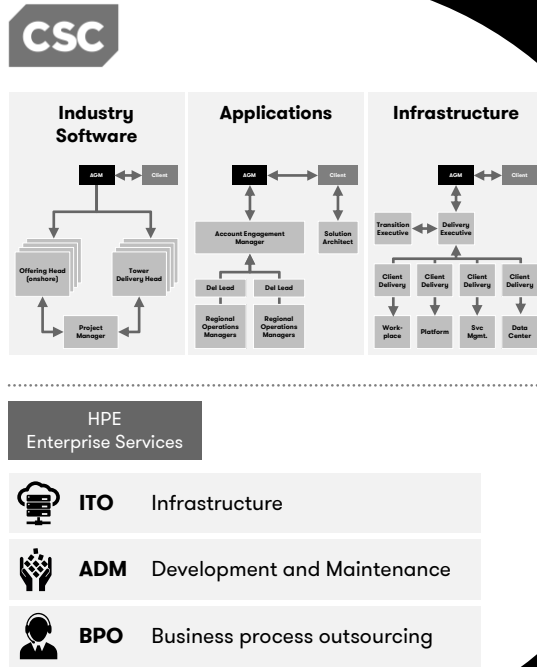 CSC
Industry
Software
AGM
Client
Offering Head
(onshore)
Tower
Delivery Head
Project
Manager
Applications
AGM
Client
Account Engagement
Manager
Solution
Architect
Del Lead
Del Lead
Regional
Operations
Managers
Regional
Operations
Managers
Infrastructure
AGM
Client
Transition
Executive
Delivery
Executive
Client
Delivery
Client
Delivery
Client
Delivery
Client
Delivery
Work-
place
Platform
Svc
Mgmt.
Data
Center
HPE
Enterprise Services
ITO Infrastructure
ADM Development and Maintenance
BPO Business process outsourcing